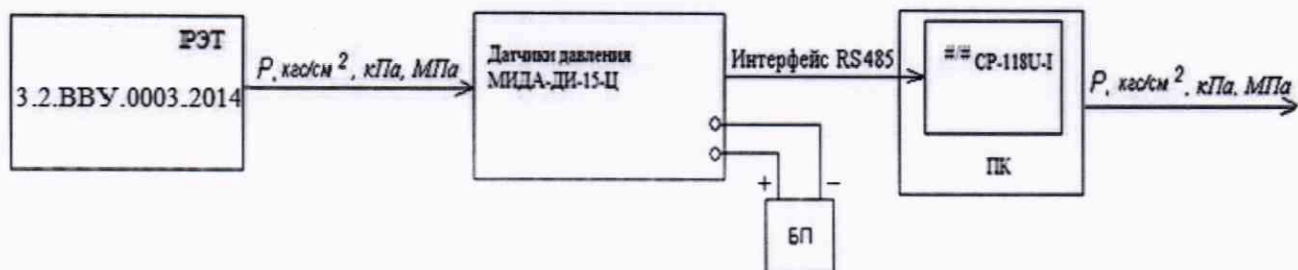 РЭТ
3.2.ВВУ.0003.2014
P, кгс/см², кПа, МПа
Датчики давления
МИДА-ДИ-15-Ц
Интерфейс RS485
#/# CP-118U-I
ПК
P, кгс/см², кПа, МПа
+
−
БП